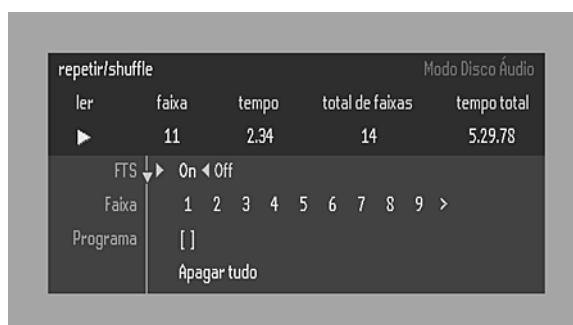 repetir/shuffle Modo Disco Áudio
ler faixa tempo total de faixas tempo total
11 2.34 14 5.29.78
FTS On Off
Faixa 1 2 3 4 5 6 7 8 9 >
Programa [ ]
Apagar tudo